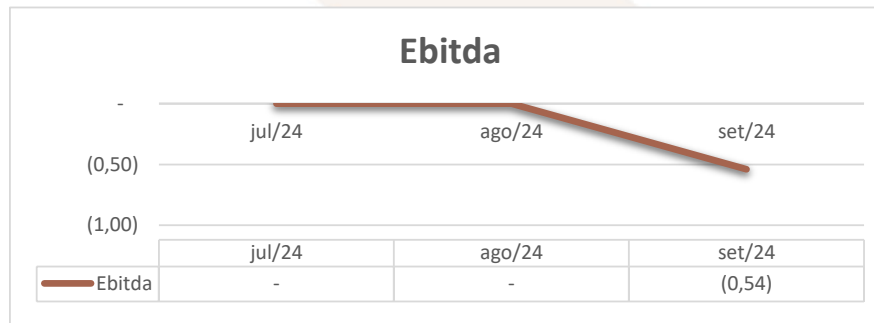 Ebitda
-
jul/24 ago/24 set/24
(0,50)
(1,00)
jul/24 ago/24 set/24
Ebitda - - (0,54)